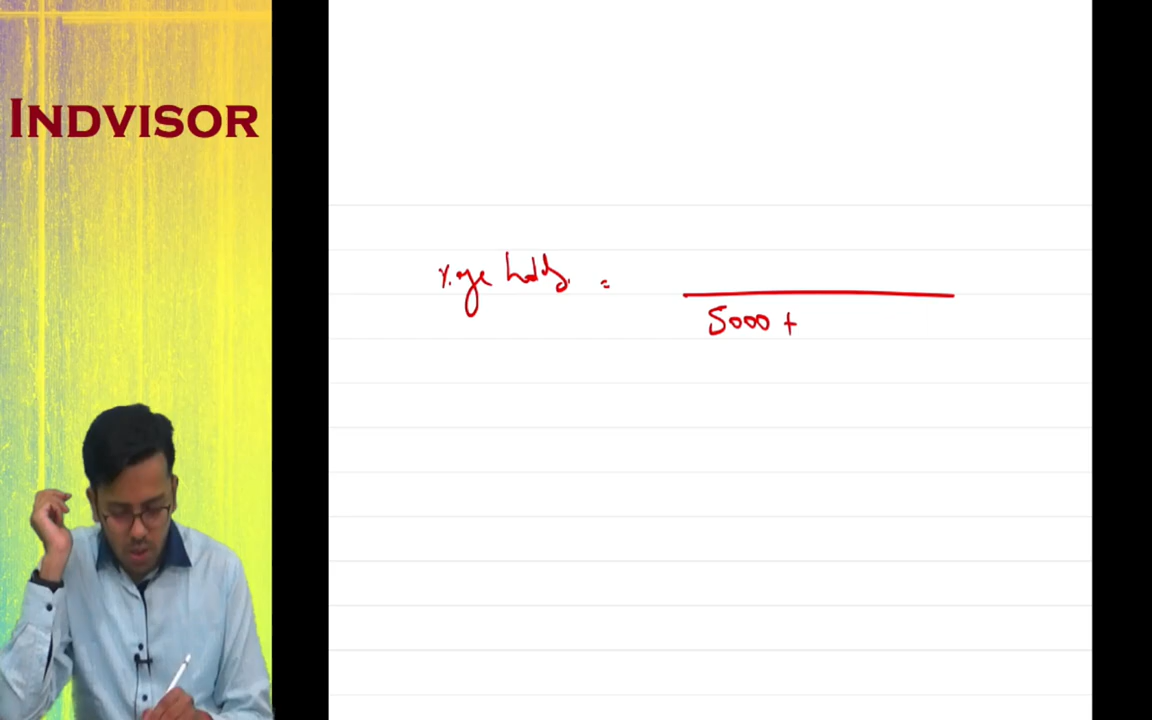 INDVISOR
%age holdg. =
5000 +